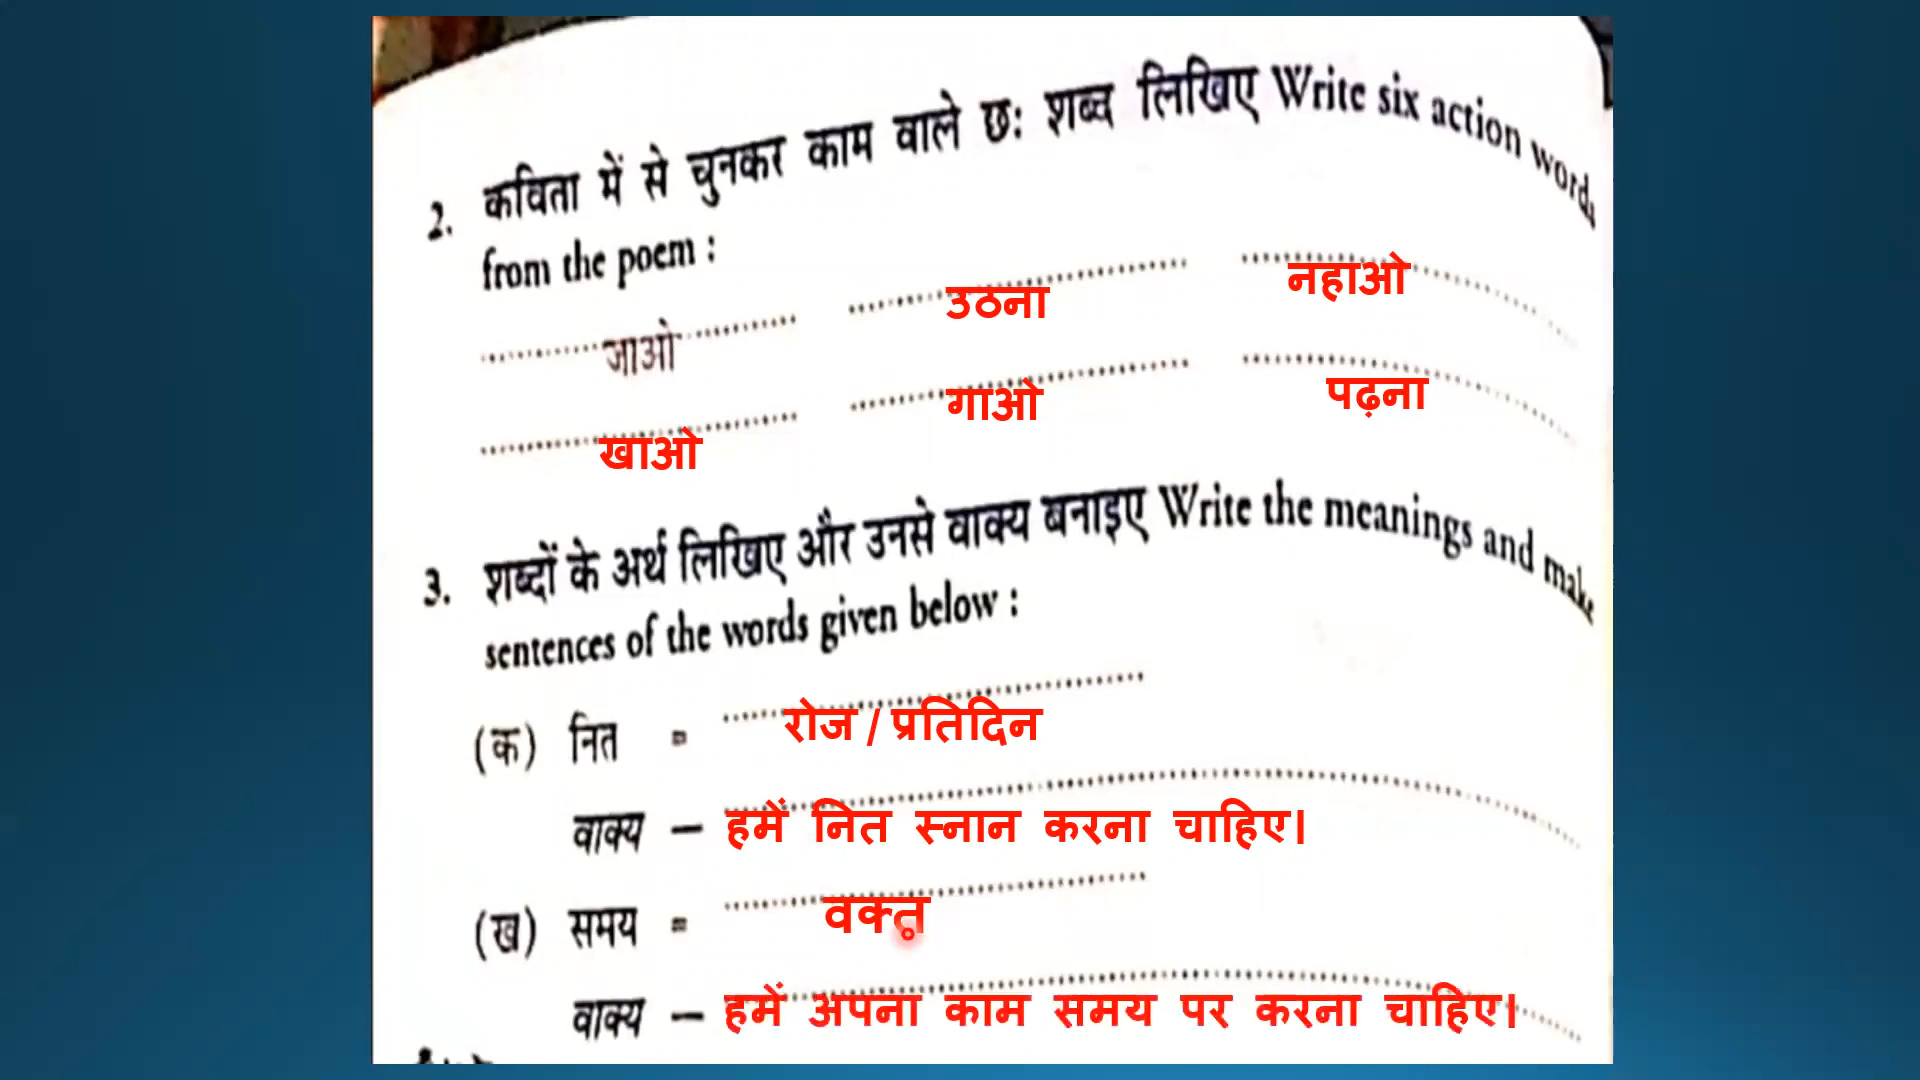 2. कविता में से चुनकर काम वाले छः शब्द लिखिए Write six action words
from the poem :
जाओ उठना नहाओ
खाओ गाओ पढ़ना
3. शब्दों के अर्थ लिखिए और उनसे वाक्य बनाइए Write the meanings and make
sentences of the words given below :
(क) नित = रोज / प्रतिदिन
वाक्य – हमें नित स्नान करना चाहिए।
(ख) समय = वक्त
वाक्य – हमें अपना काम समय पर करना चाहिए।